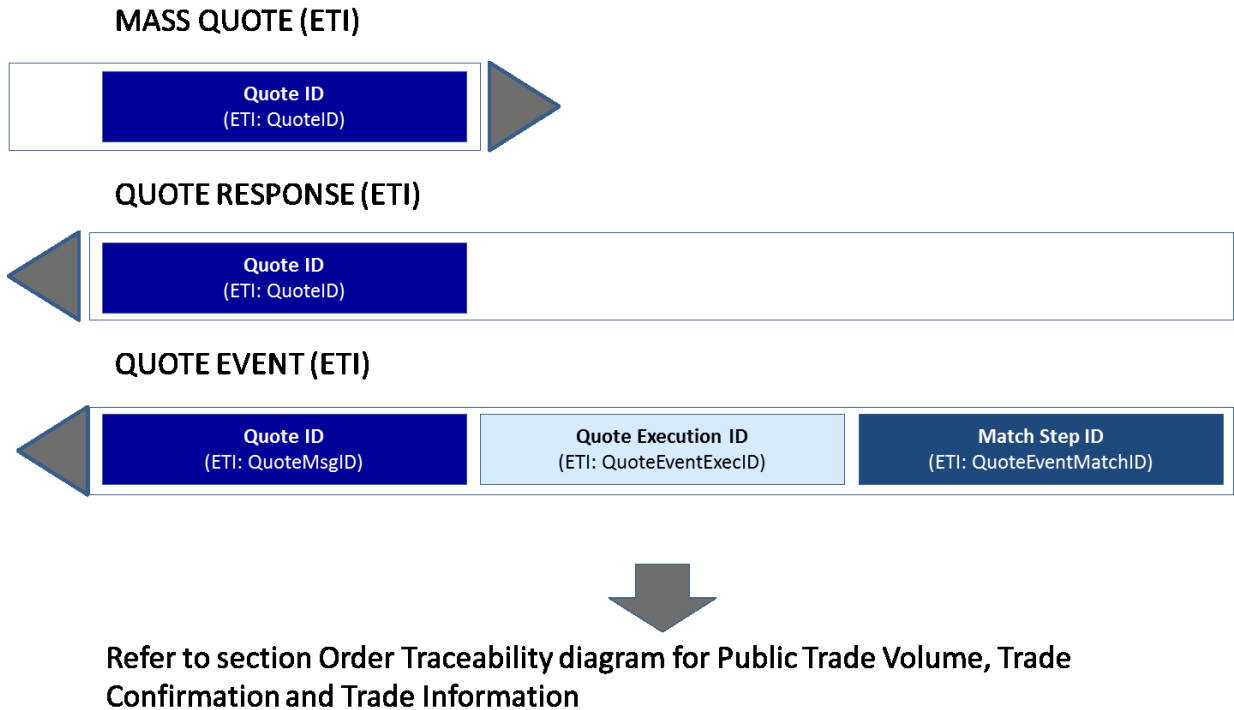 MASS QUOTE (ETI)
Quote ID
(ETI: QuoteID)
QUOTE RESPONSE (ETI)
Quote ID
(ETI: QuoteID)
QUOTE EVENT (ETI)
Quote ID
(ETI: QuoteMsgID)
Quote Execution ID
(ETI: QuoteEventExecID)
Match Step ID
(ETI: QuoteEventMatchID)
Refer to section Order Traceability diagram for Public Trade Volume, Trade
Confirmation and Trade Information